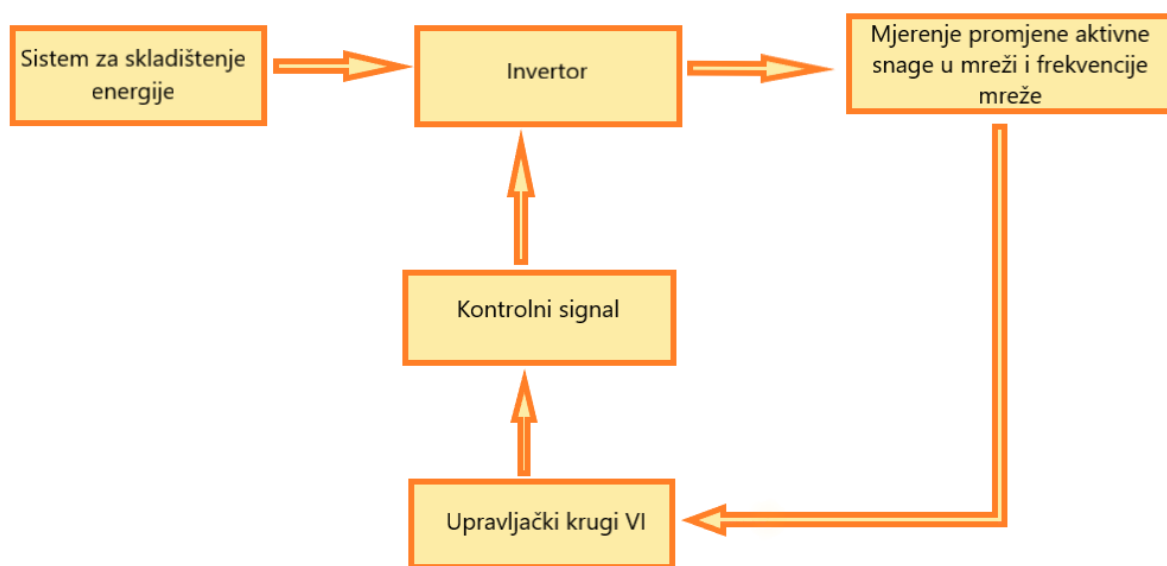 Sistem za skladištenje
energije
Invertor
Mjerenje promjene aktivne
snage u mreži i frekvencije
mreže
Kontrolni signal
Upravljački krugi VI